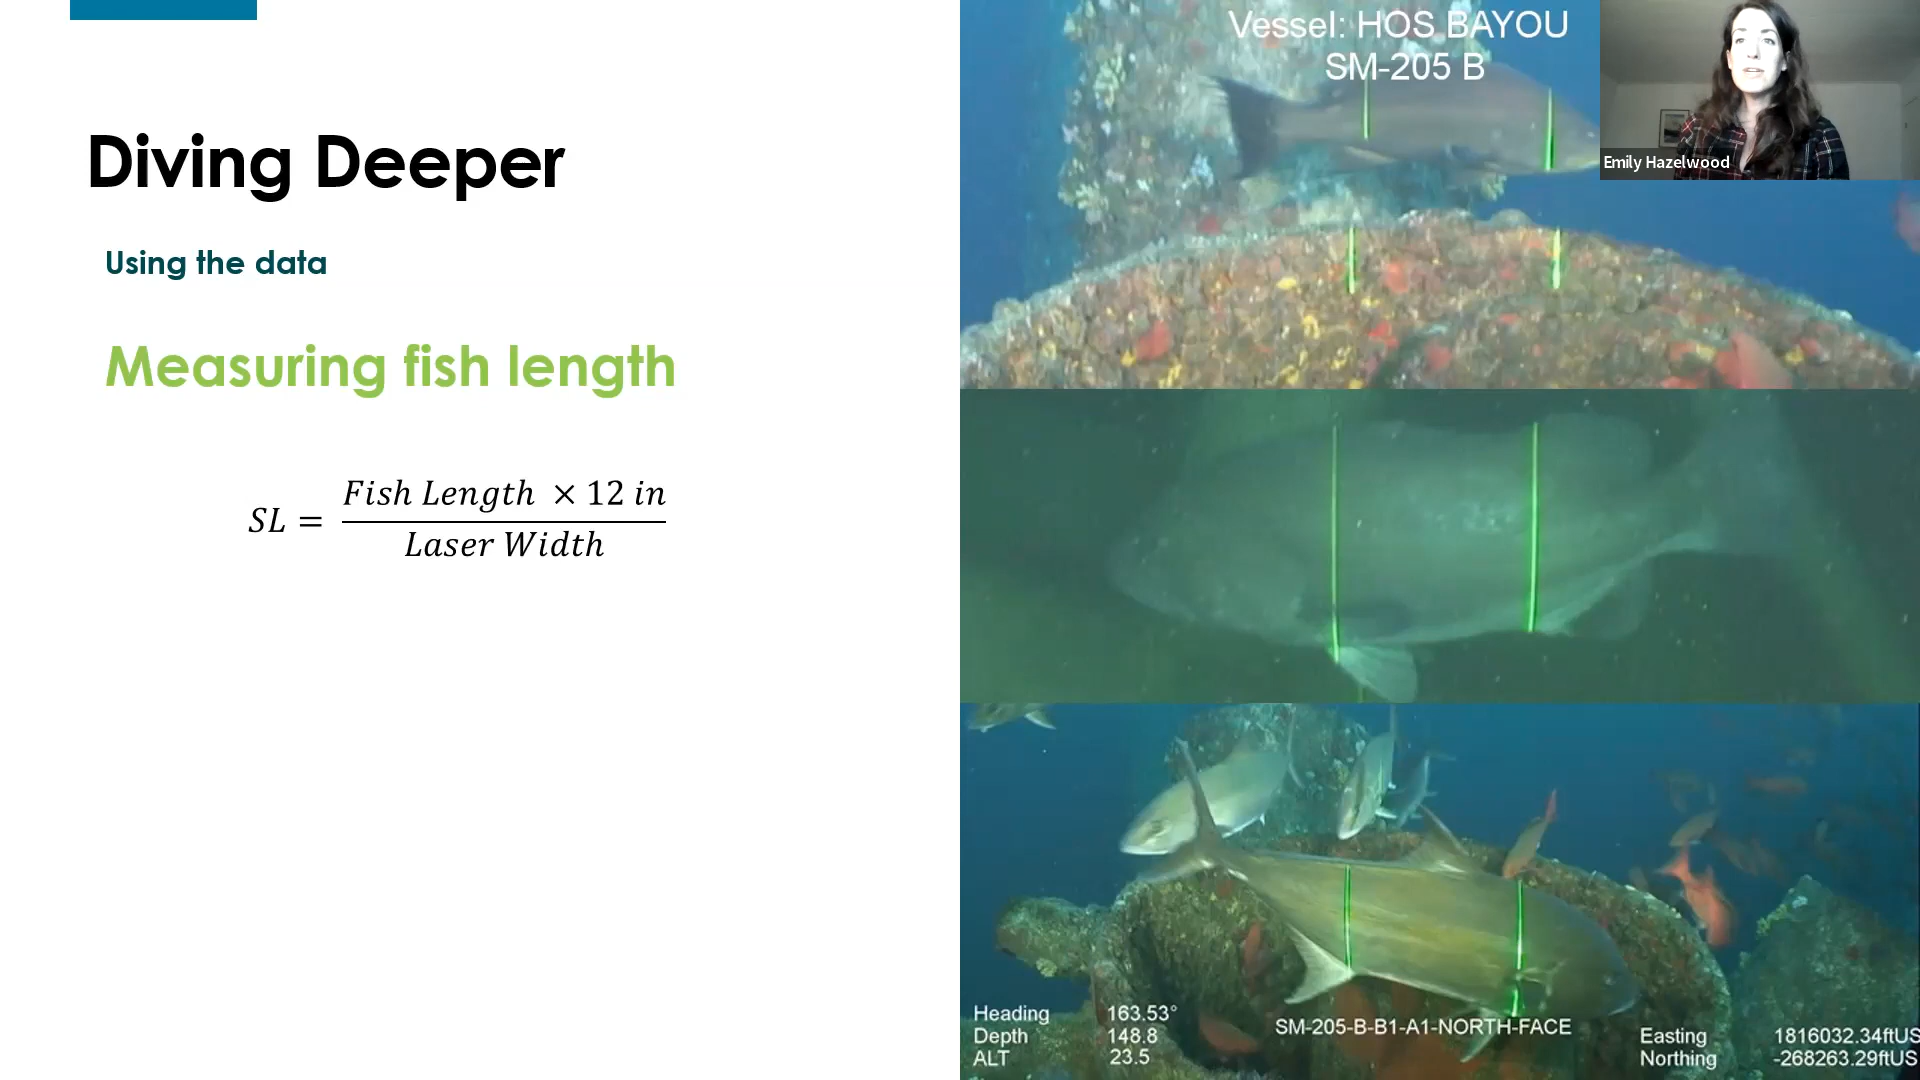 Diving Deeper
Using the data
Measuring fish length
SL = Fish Length × 12 in
Laser Width
Vessel: HOS BAYOU
SM-205 B
Emily Hazelwood
Heading 163.53°
Depth 148.8
ALT 23.5
SM-205-B-B1-A1-NORTH-FACE
Easting 1816032.34ftUS
Northing -268263.29ftUS